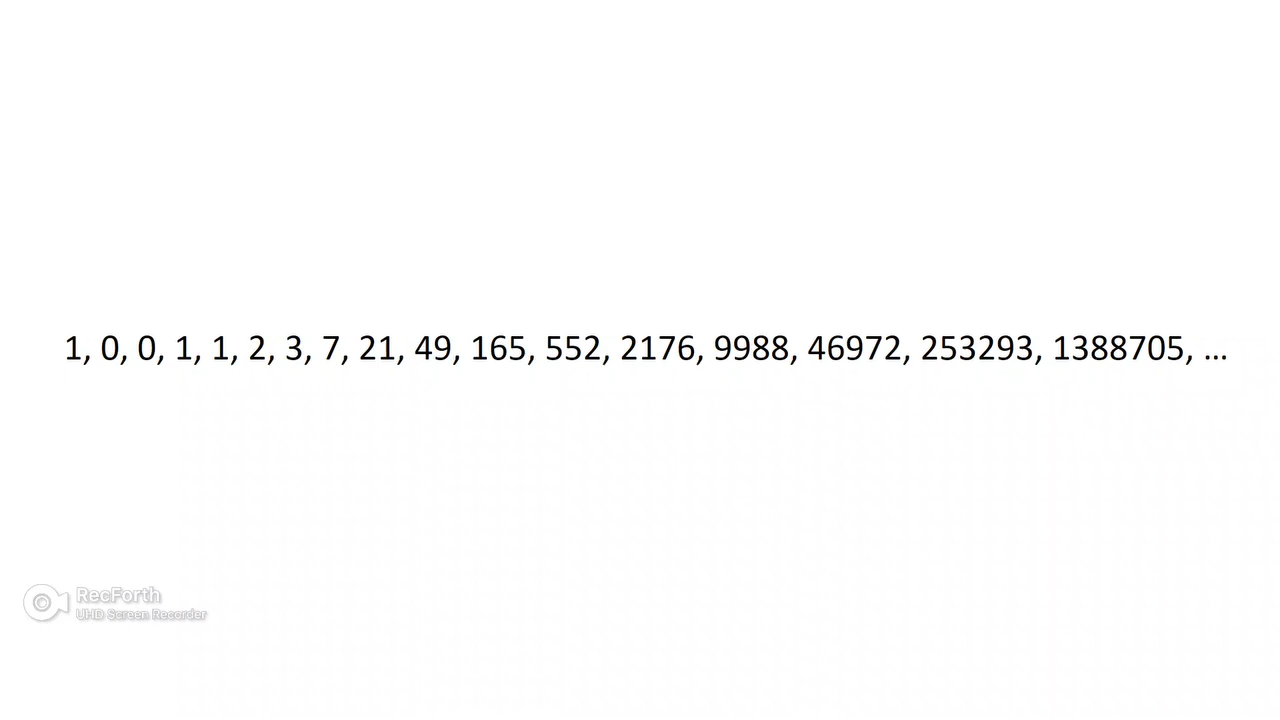 1, 0, 0, 1, 1, 2, 3, 7, 21, 49, 165, 552, 2176, 9988, 46972, 253293, 1388705, ...
RecForth
UHD Screen Recorder